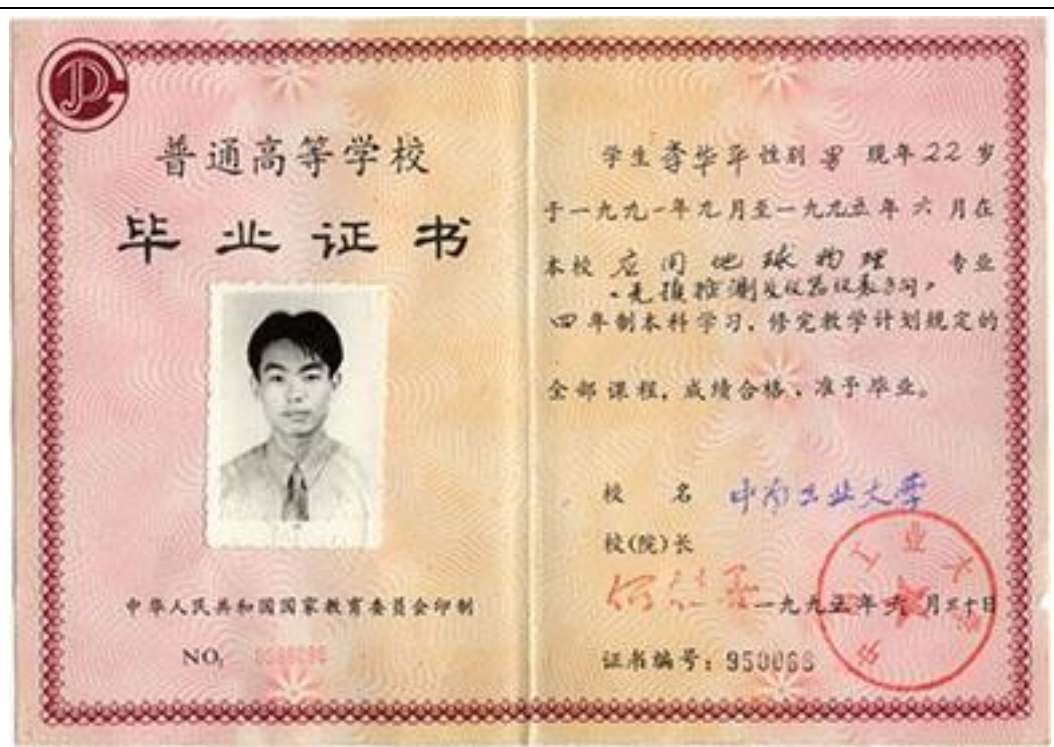 普通高等学校
毕业证书
中华人民共和国国家教育委员会印制
NO:
学生 李华平 性别 男 现年22岁
于一九九一年九月至一九九五年六月在
本校 应用地球物理 专业
四年制本科学习,修完教学计划规定的
全部课程,成绩合格,准予毕业。
校名 中南工业大学
校(院)长
一九九五年六月三十日
证书编号:950068